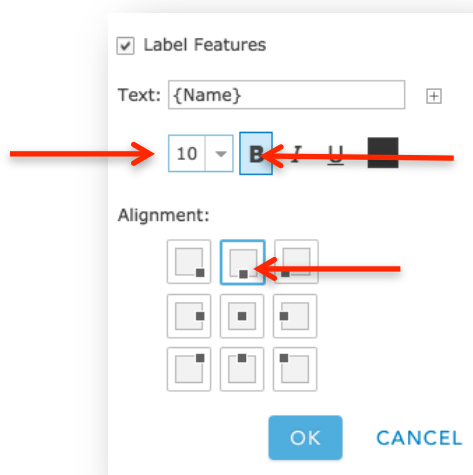 Label Features
Text: {Name}
10 B I U
Alignment:
OK CANCEL